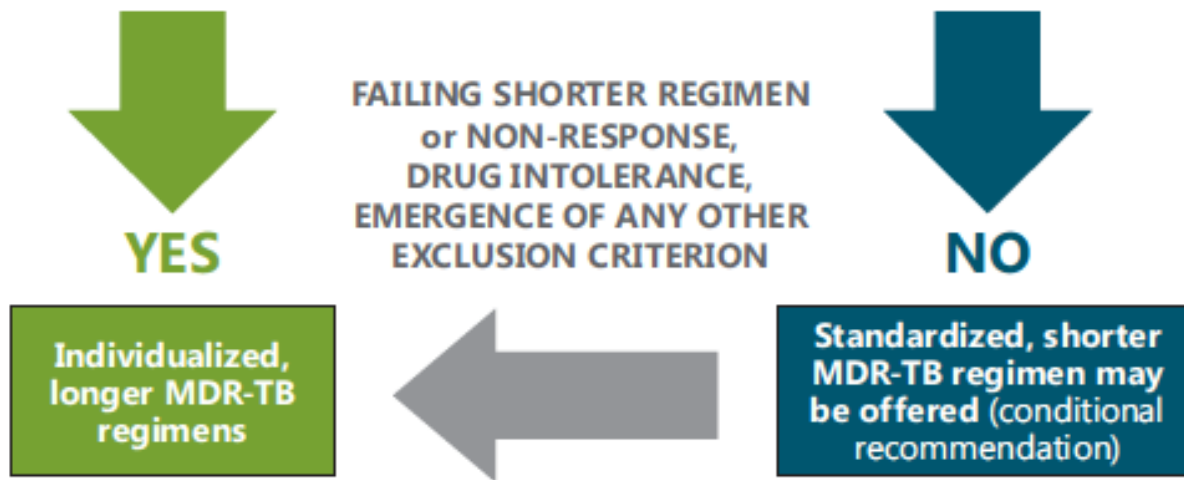 FAILING SHORTER REGIMEN
or NON-RESPONSE,
DRUG INTOLERANCE,
EMERGENCE OF ANY OTHER
EXCLUSION CRITERION
YES
NO
Individualized,
longer MDR-TB
regimens
Standardized, shorter
MDR-TB regimen may
be offered (conditional
recommendation)